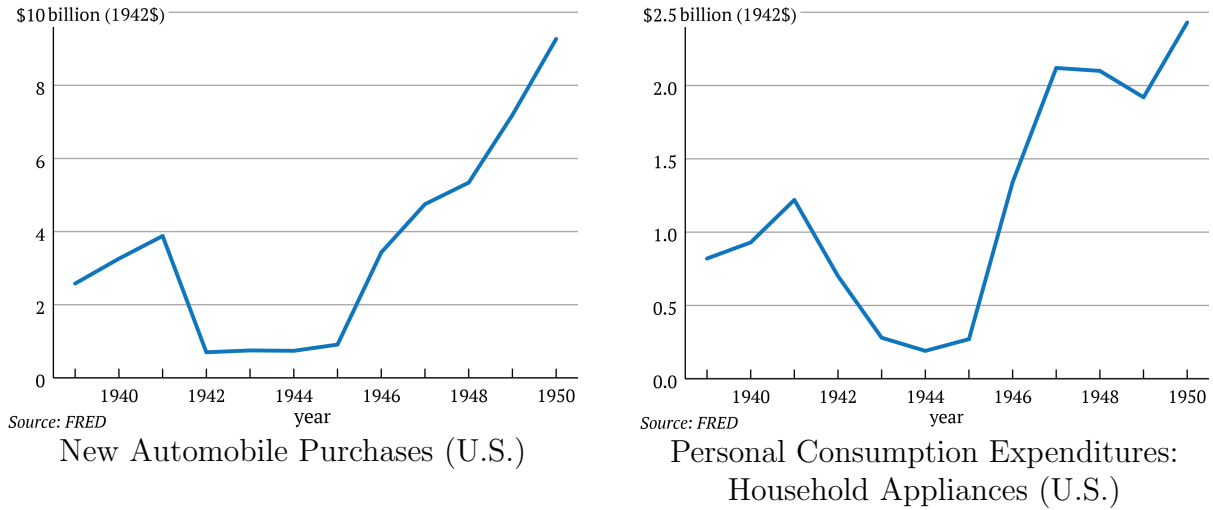 $10 billion (1942$)
8
6
4
2
0
1940 1942 1944 1946 1948 1950
year
Source: FRED
New Automobile Purchases (U.S.)
$2.5 billion (1942$)
2.0
1.5
1.0
0.5
0.0
1940 1942 1944 1946 1948 1950
year
Source: FRED
Personal Consumption Expenditures:
Household Appliances (U.S.)